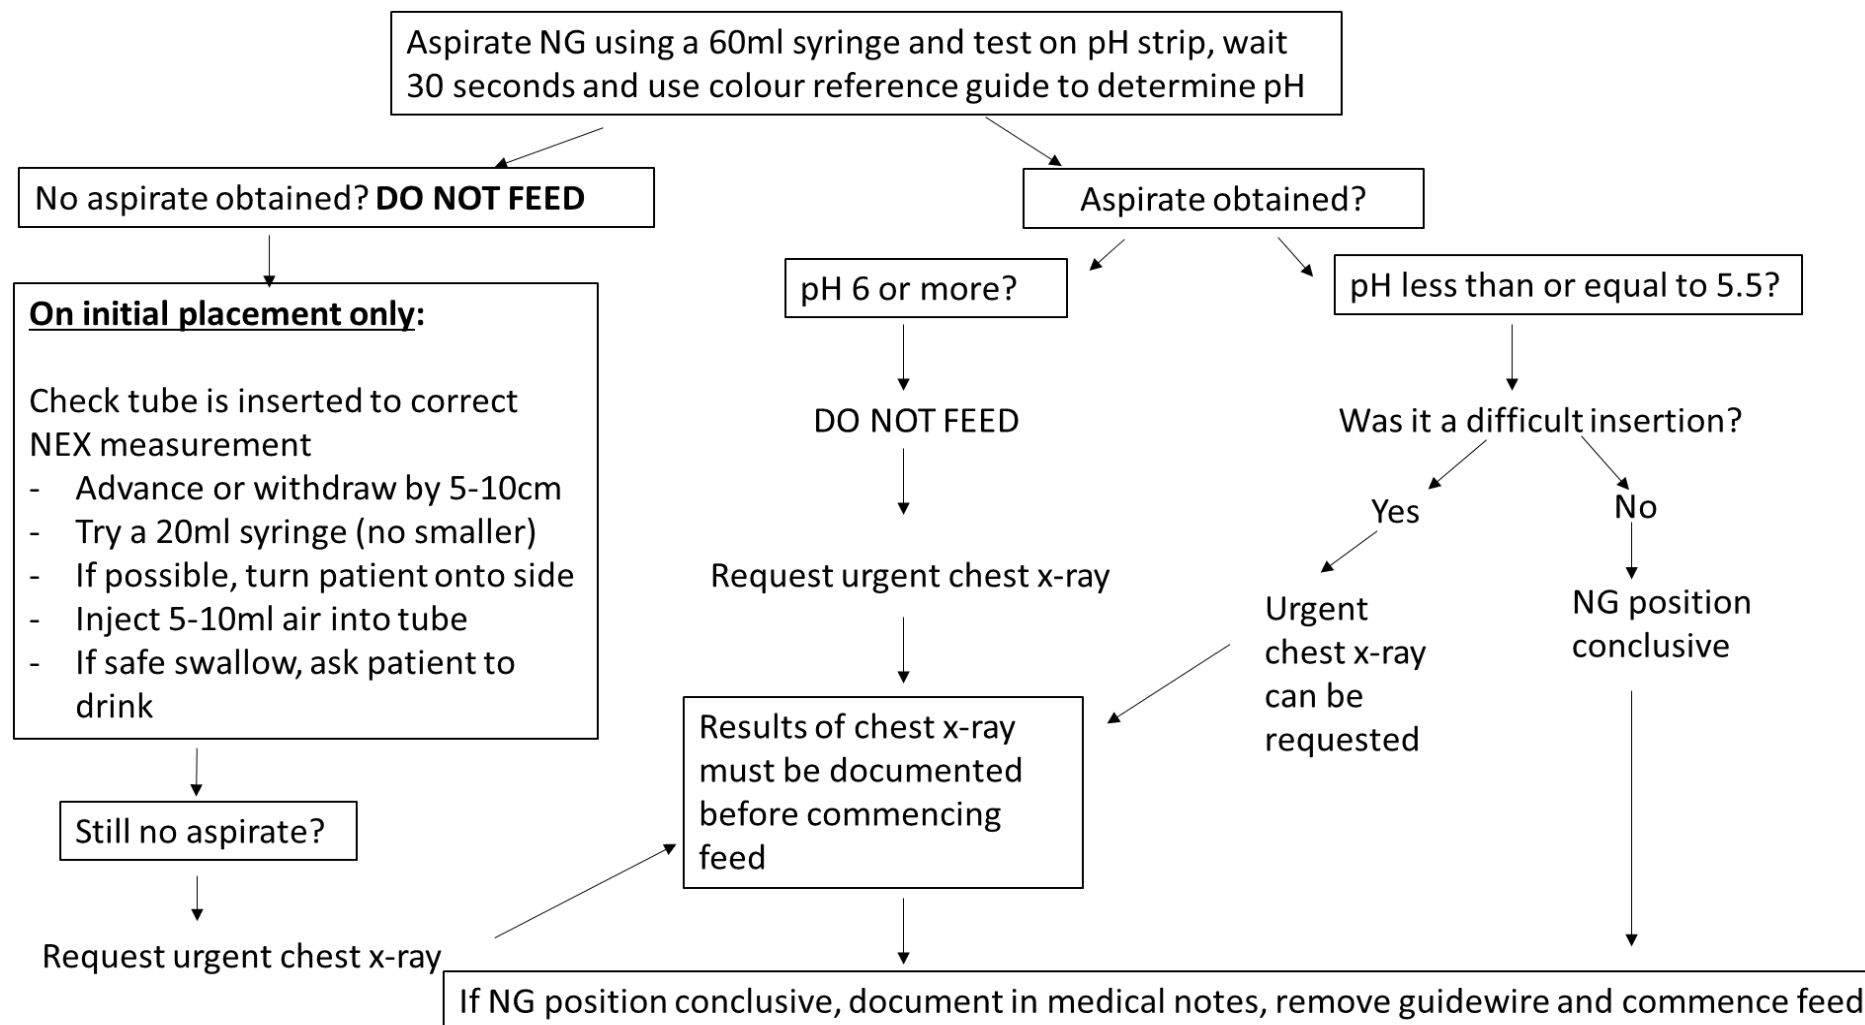 Aspirate NG using a 60ml syringe and test on pH strip, wait
30 seconds and use colour reference guide to determine pH
No aspirate obtained? DO NOT FEED
On initial placement only:
Check tube is inserted to correct
NEX measurement
- Advance or withdraw by 5-10cm
- Try a 20ml syringe (no smaller)
- If possible, turn patient onto side
- Inject 5-10ml air into tube
- If safe swallow, ask patient to
drink
Still no aspirate?
Request urgent chest x-ray
Aspirate obtained?
pH 6 or more?
DO NOT FEED
Request urgent chest x-ray
Results of chest x-ray
must be documented
before commencing
feed
pH less than or equal to 5.5?
Was it a difficult insertion?
Yes
Urgent
chest x-ray
can be
requested
No
NG position
conclusive
If NG position conclusive, document in medical notes, remove guidewire and commence feed